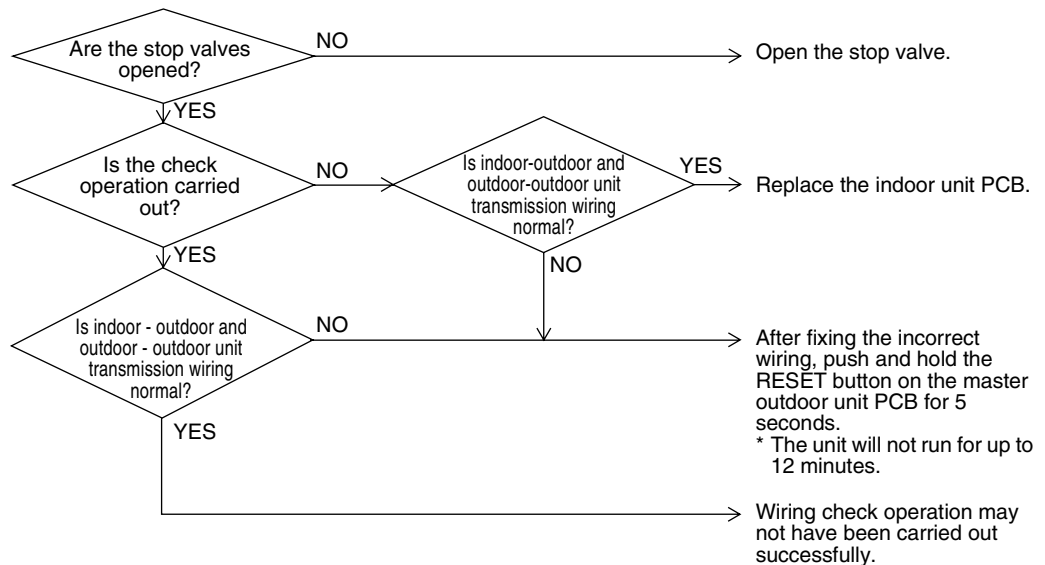 Are the stop valves
opened?
NO
Open the stop valve.
YES
Is the check
operation carried
out?
NO
Is indoor-outdoor and
outdoor-outdoor unit
transmission wiring
normal?
YES
Replace the indoor unit PCB.
YES
NO
Is indoor - outdoor and
outdoor - outdoor unit
transmission wiring
normal?
NO
After fixing the incorrect
wiring, push and hold the
RESET button on the master
outdoor unit PCB for 5
seconds.
* The unit will not run for up to
12 minutes.
YES
Wiring check operation may
not have been carried out
successfully.